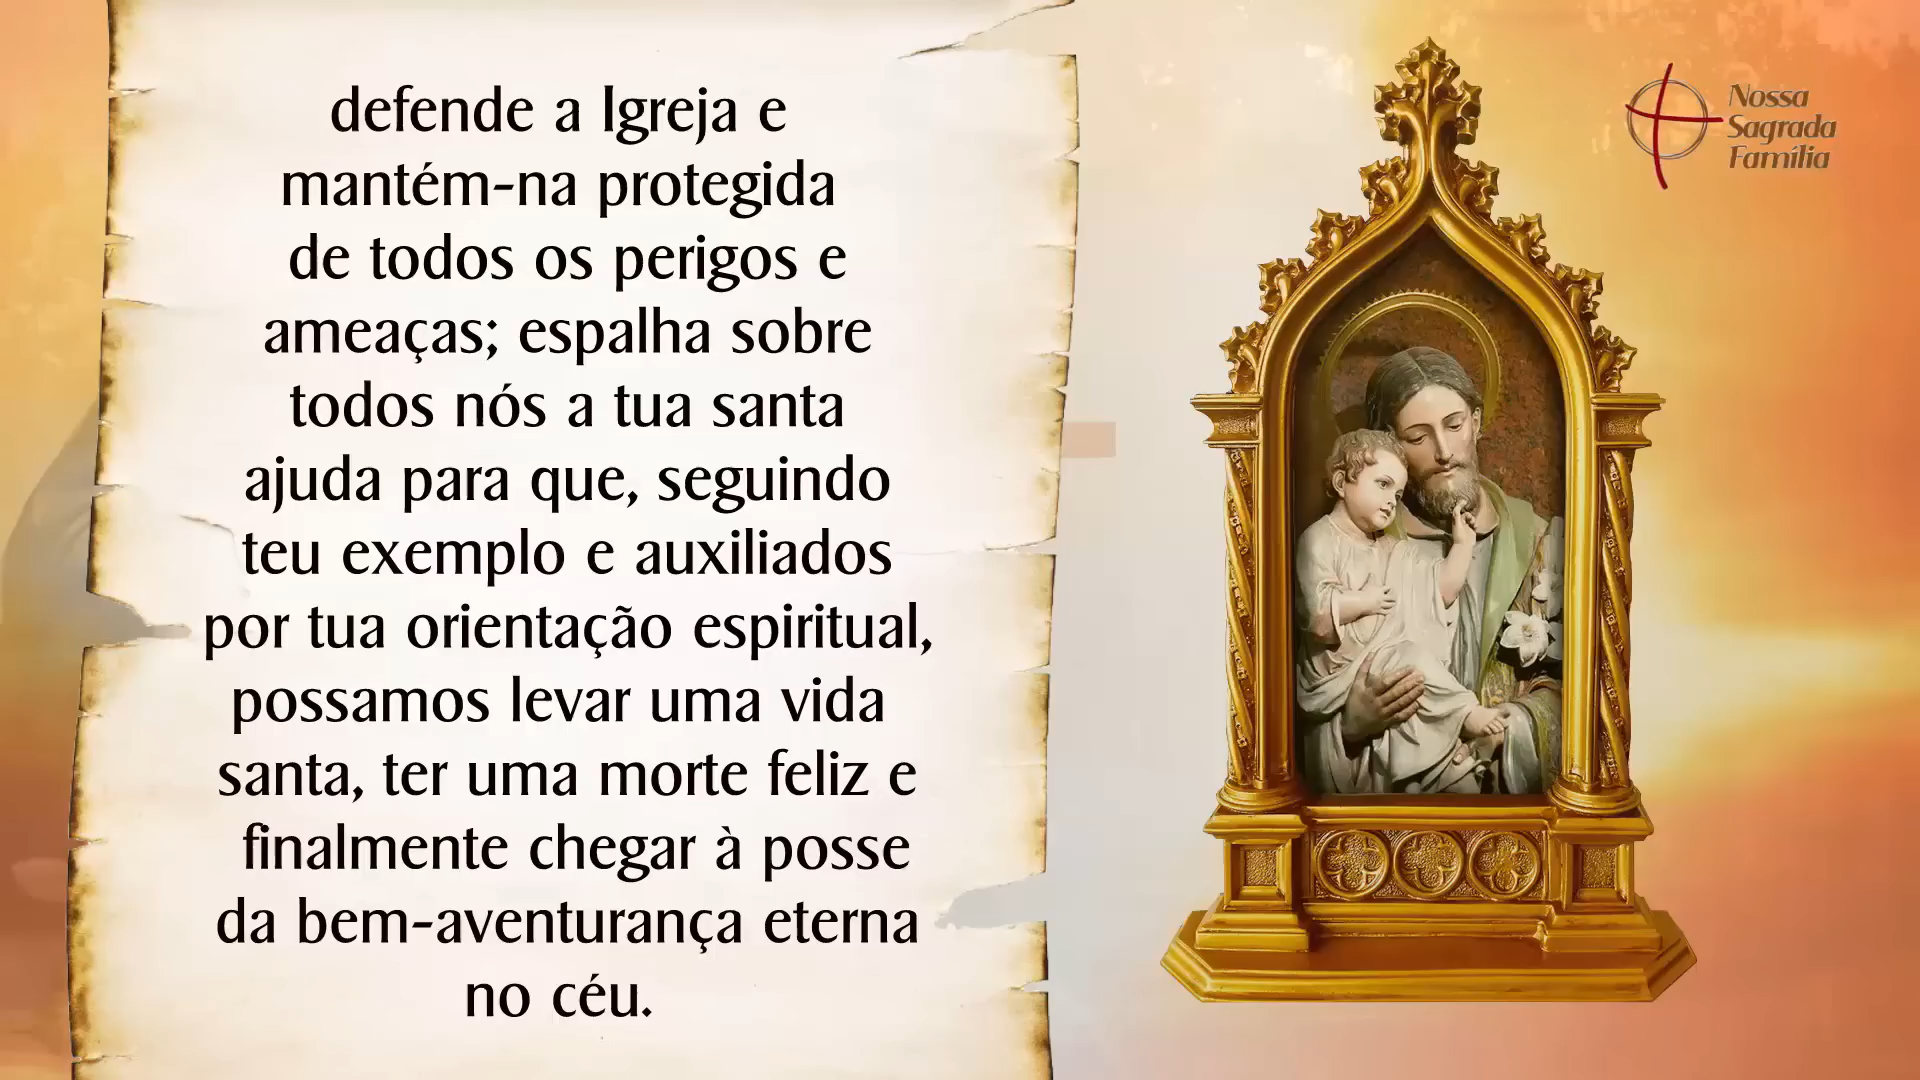 defende a Igreja e
mantém-na protegida
de todos os perigos e
ameaças; espalha sobre
todos nós a tua santa
ajuda para que, seguindo
teu exemplo e auxiliados
por tua orientação espiritual,
possamos levar uma vida
santa, ter uma morte feliz e
finalmente chegar à posse
da bem-aventurança eterna
no céu.
Nossa
Sagrada
Família